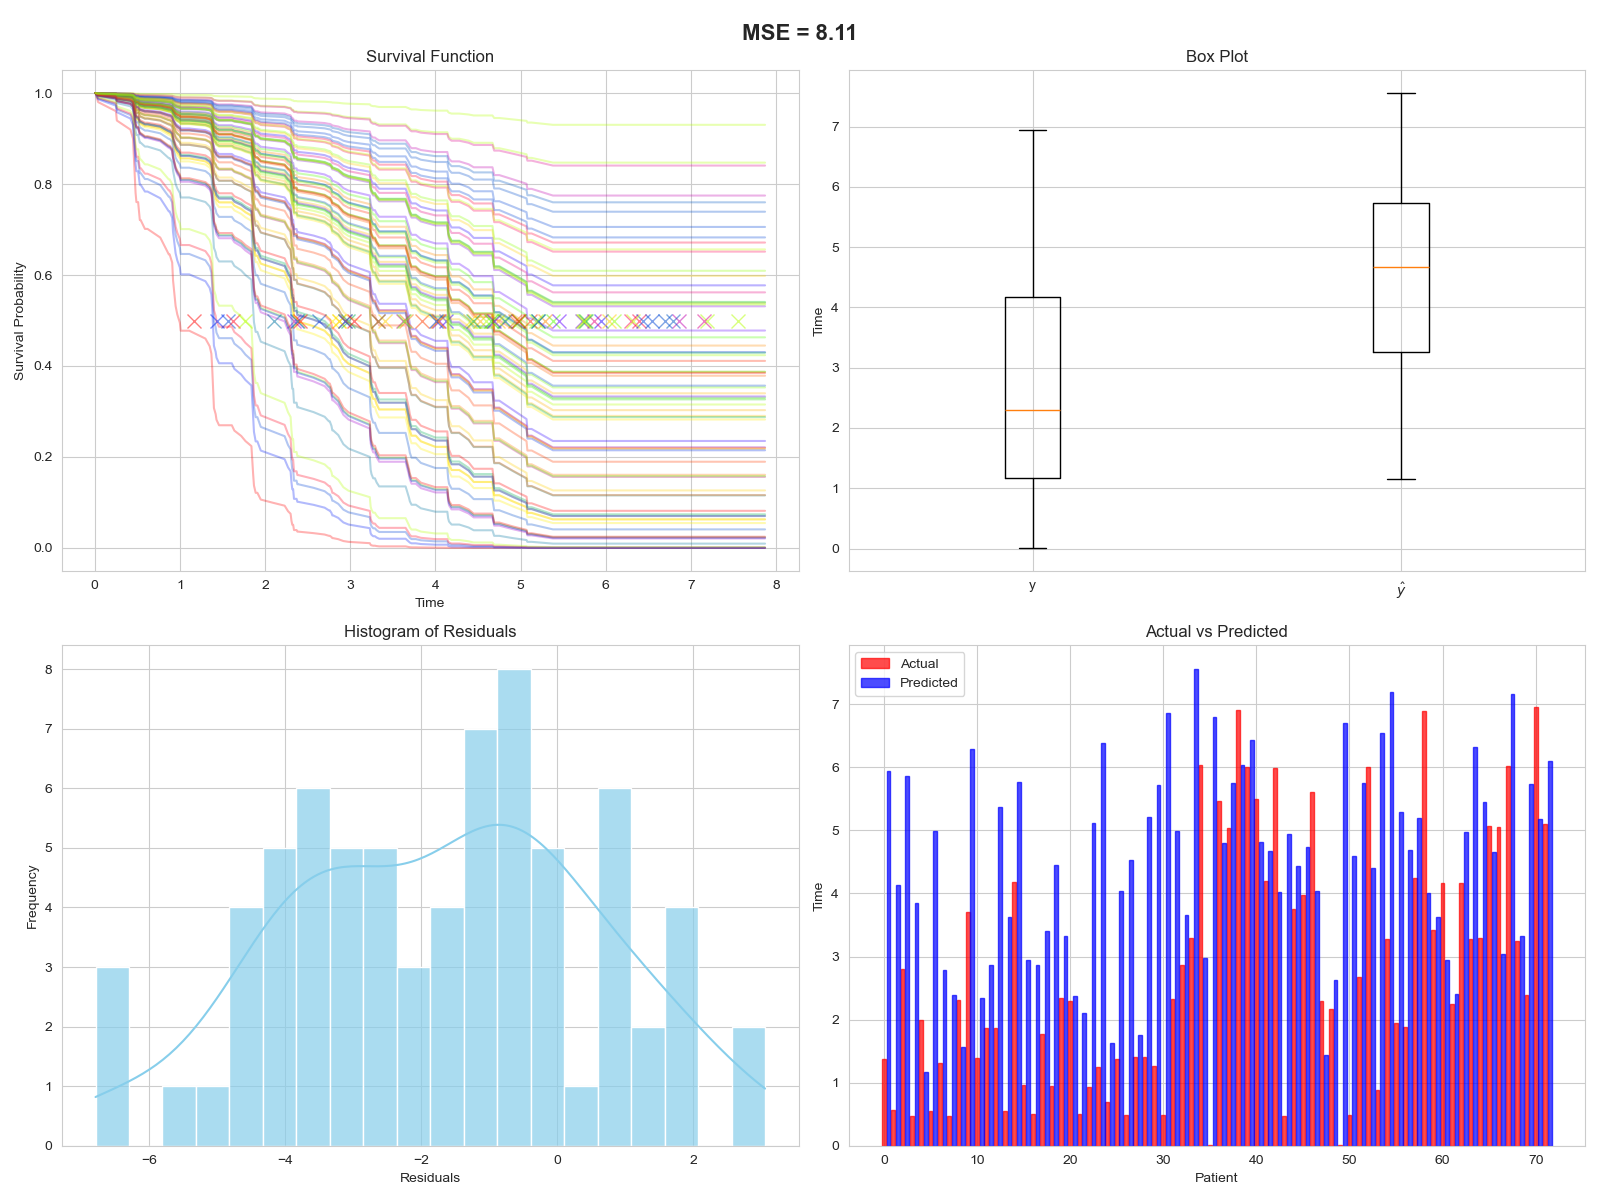 MSE = 8.11
Survival Function
Survival Probability
1.0
0.8
0.6
0.4
0.2
0.0
0 1 2 3 4 5 6 7 8
Time
Box Plot
Time
7
6
5
4
3
2
1
0
y ŷ
Histogram of Residuals
Frequency
8
7
6
5
4
3
2
1
0
−6 −4 −2 0 2
Residuals
Actual vs Predicted
Actual
Predicted
Time
7
6
5
4
3
2
1
0
0 10 20 30 40 50 60 70
Patient